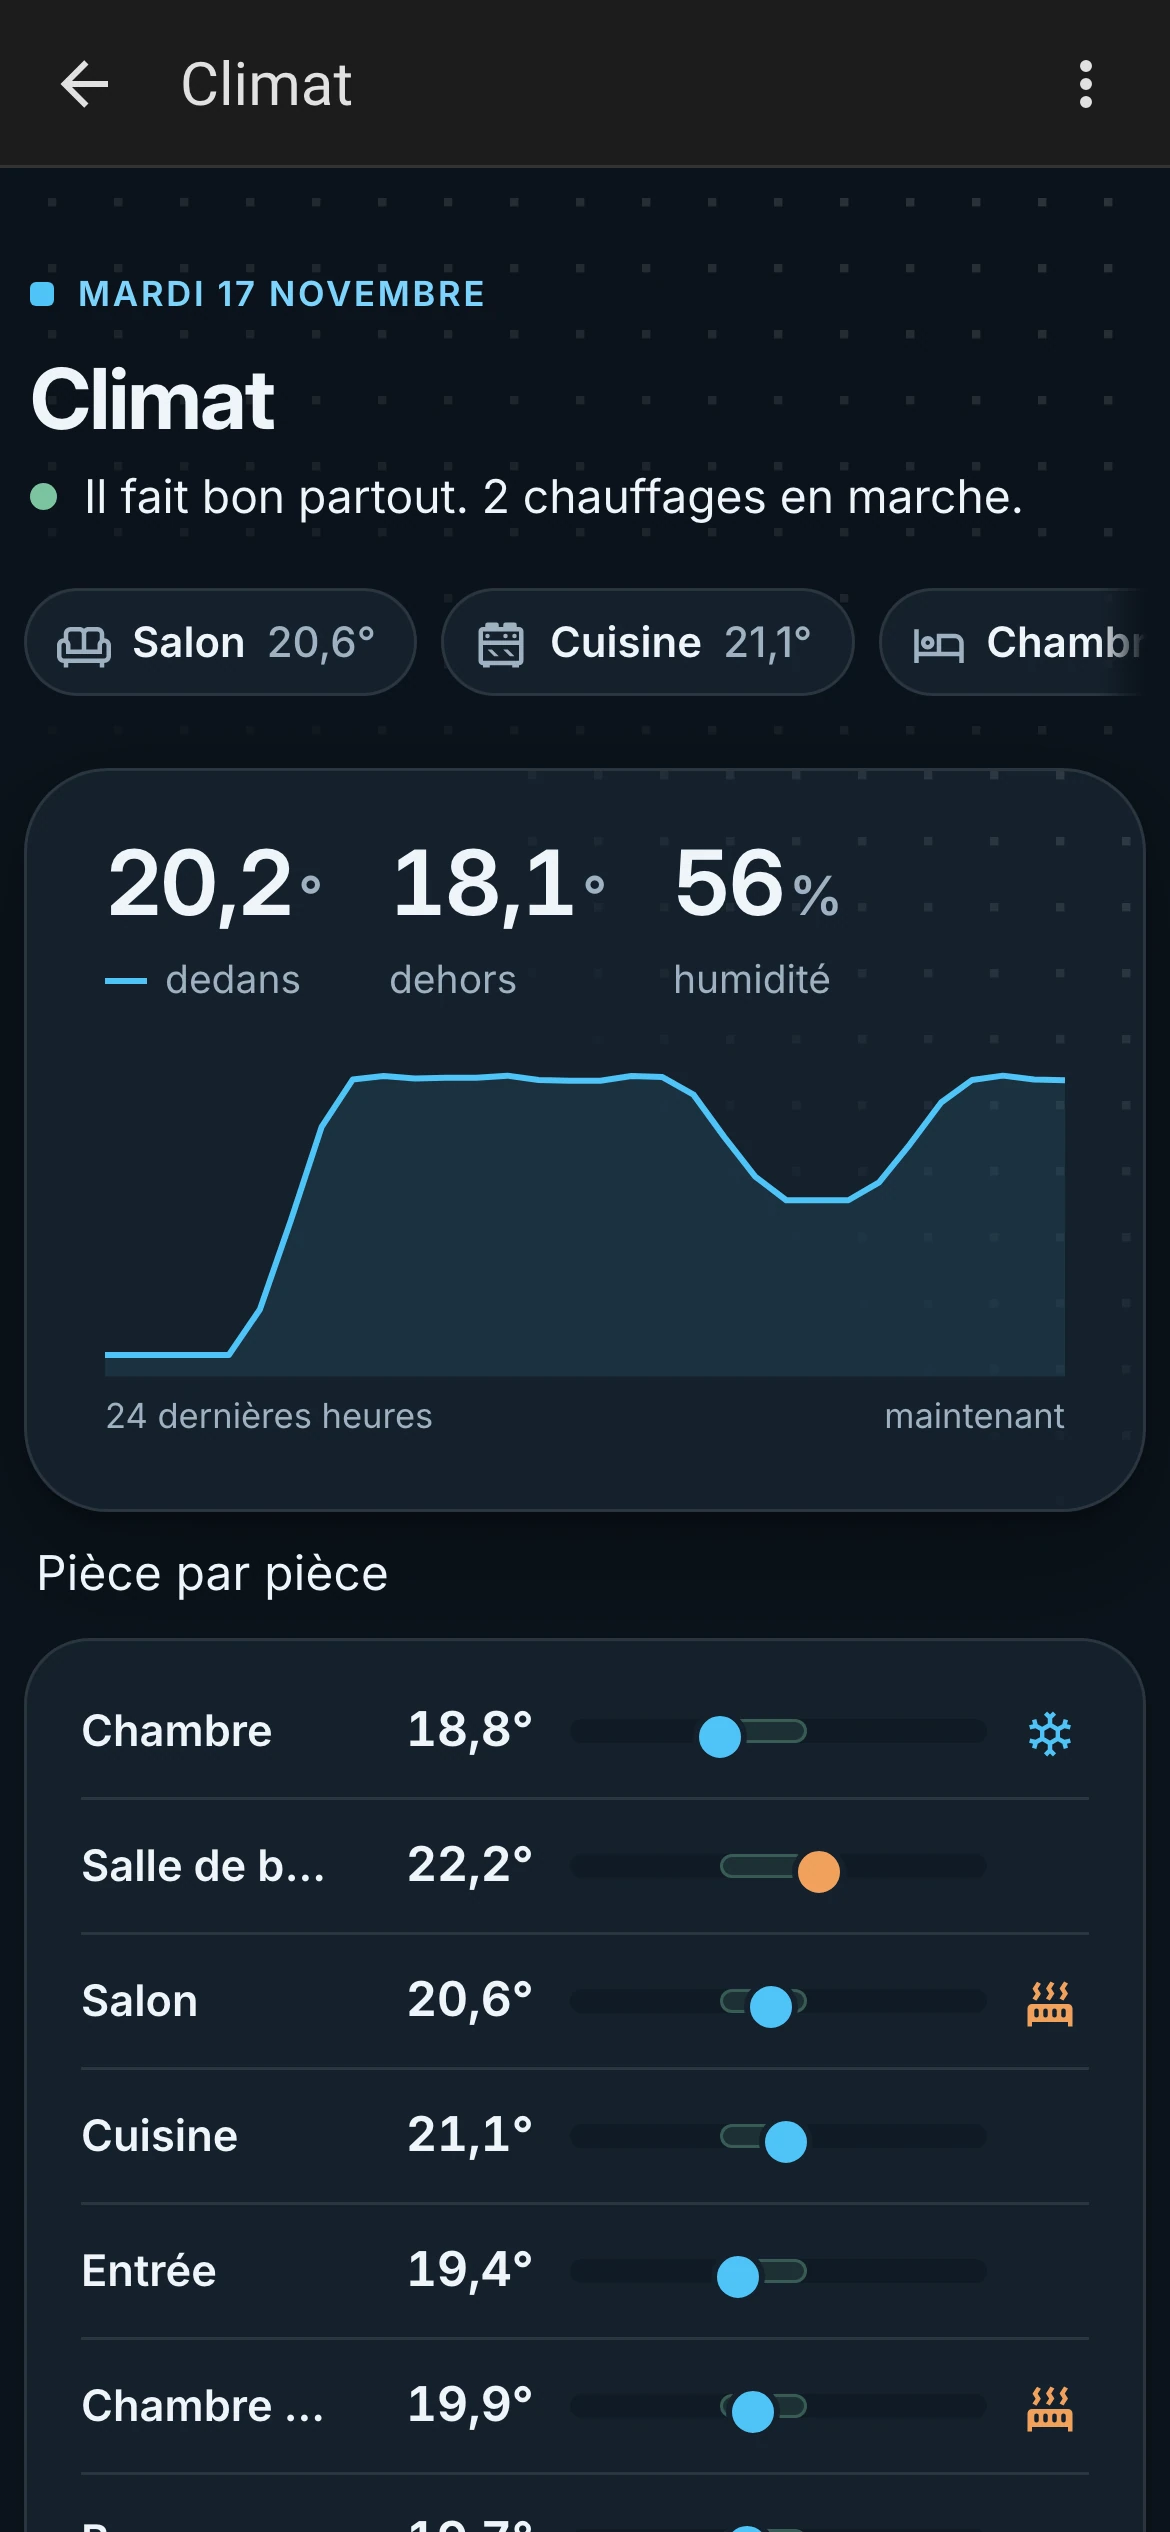 Climat
MARDI 17 NOVEMBRE
Climat
Il fait bon partout. 2 chauffages en marche.
Salon 20,6° Cuisine 21,1° Chambr
20,2° 18,1° 56%
dedans dehors humidité
24 dernières heures maintenant
Pièce par pièce
Chambre 18,8°
Salle de b... 22,2°
Salon 20,6°
Cuisine 21,1°
Entrée 19,4°
Chambre ... 19,9°